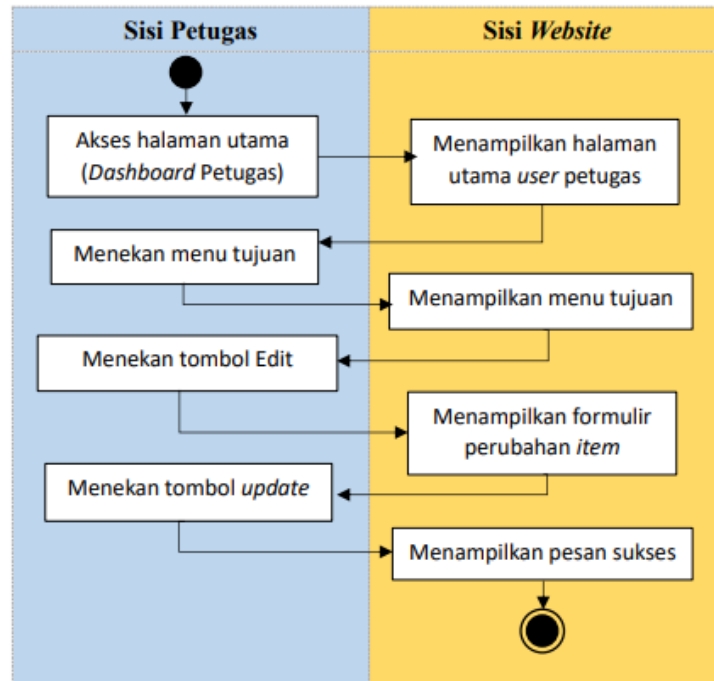 Sisi Petugas
Sisi Website
Akses halaman utama
(Dashboard Petugas)
Menampilkan halaman
utama user petugas
Menekan menu tujuan
Menampilkan menu tujuan
Menekan tombol Edit
Menampilkan formulir
perubahan item
Menekan tombol update
Menampilkan pesan sukses